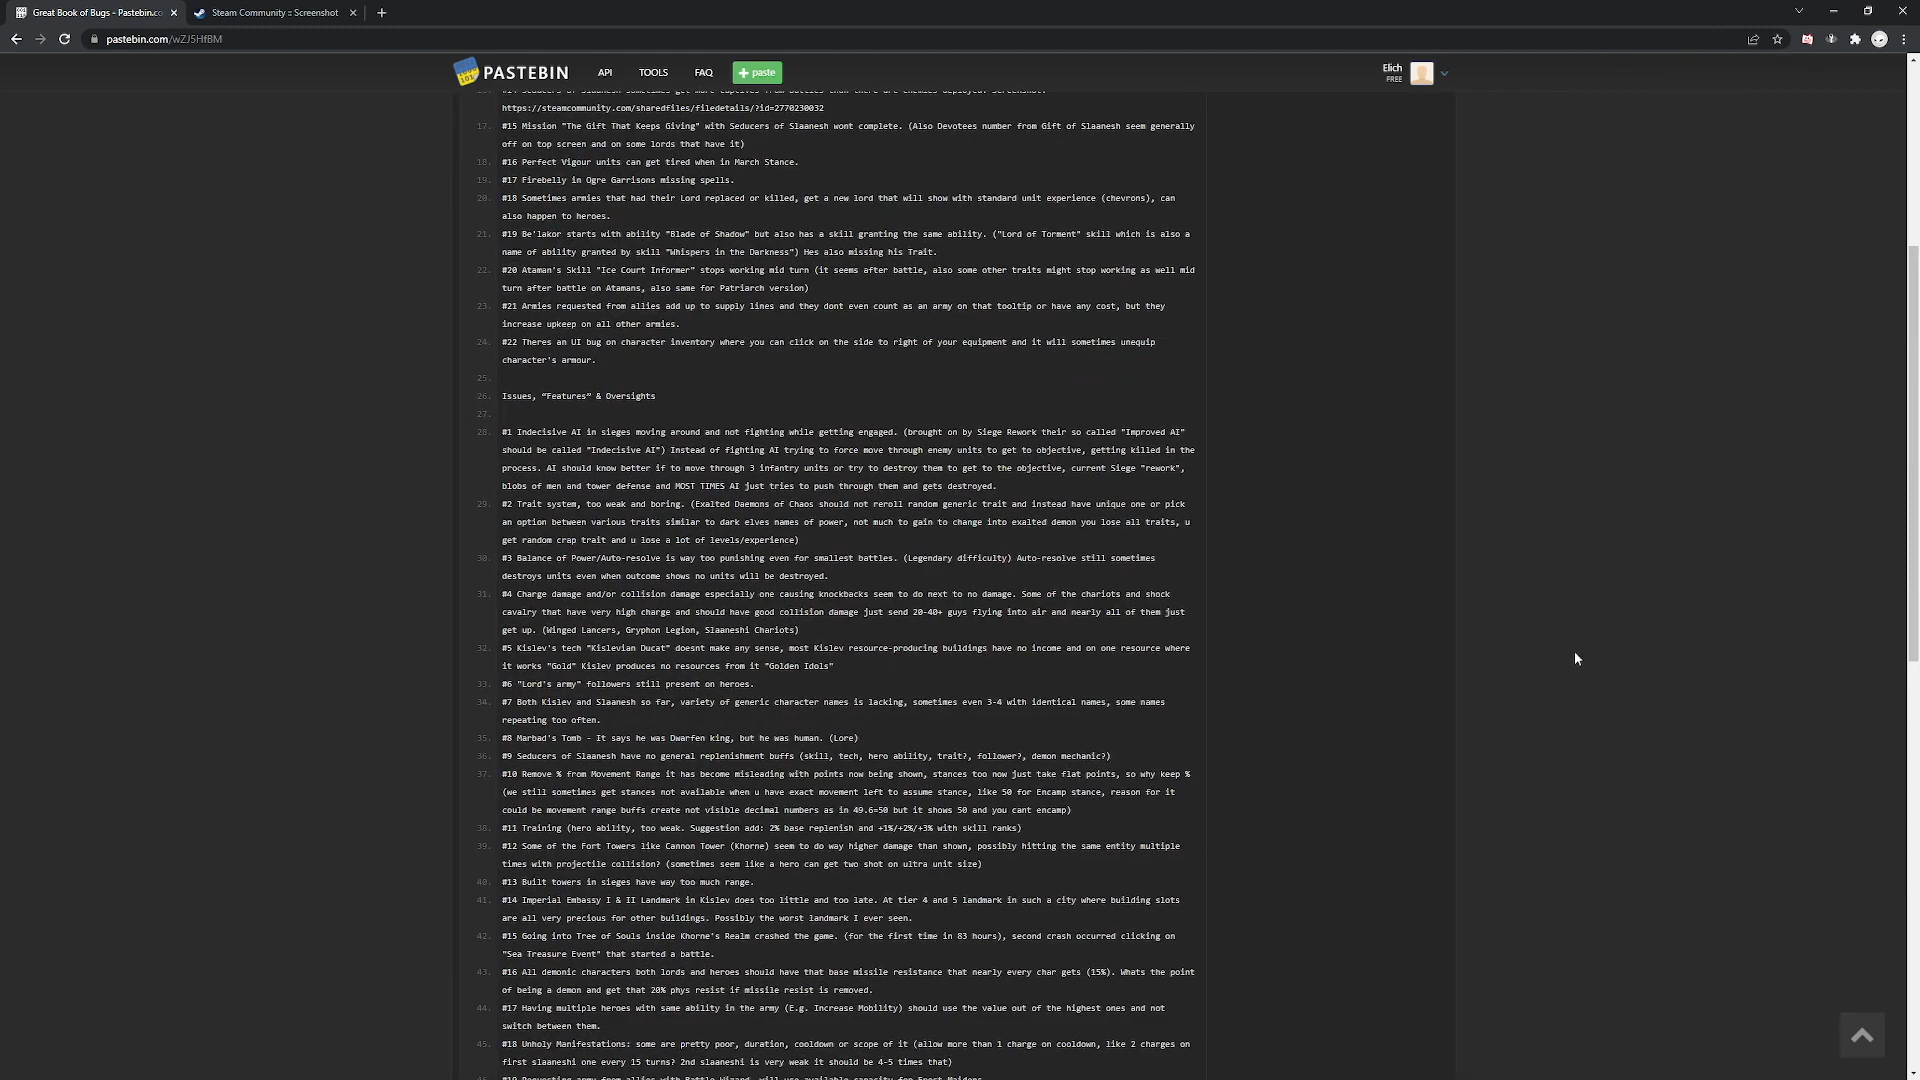 Great Book of Bugs - Pastebin.co
Steam Community :: Screenshot
pastebin.com/wZJ5HfBM
PASTEBIN
API
TOOLS
FAQ
paste
Elich
FREE
#14 Seducers of Slaanesh sometimes get more captives from battles than there are enemies deployed. Screenshot:
https://steamcommunity.com/sharedfiles/filedetails/?id=2770230032
17. #15 Mission "The Gift That Keeps Giving" with Seducers of Slaanesh wont complete. (Also Devotees number from Gift of Slaanesh seem generally
off on top screen and on some lords that have it)
18. #16 Perfect Vigour units can get tired when in March Stance.
19. #17 Firebelly in Ogre Garrisons missing spells.
20. #18 Sometimes armies that had their Lord replaced or killed, get a new lord that will show with standard unit experience (chevrons), can
also happen to heroes.
21. #19 Be'lakor starts with ability "Blade of Shadow" but also has a skill granting the same ability. ("Lord of Torment" skill which is also a
name of ability granted by skill "Whispers in the Darkness") Hes also missing his Trait.
22. #20 Ataman's Skill "Ice Court Informer" stops working mid turn (it seems after battle, also some other traits might stop working as well mid
turn after battle on Atamans, also same for Patriarch version)
23. #21 Armies requested from allies add up to supply lines and they dont even count as an army on that tooltip or have any cost, but they
increase upkeep on all other armies.
24. #22 Theres an UI bug on character inventory where you can click on the side to right of your equipment and it will sometimes unequip
character's armour.
25.
26. Issues, “Features” & Oversights
27.
28. #1 Indecisive AI in sieges moving around and not fighting while getting engaged. (brought on by Siege Rework their so called "Improved AI"
should be called "Indecisive AI") Instead of fighting AI trying to force move through enemy units to get to objective, getting killed in the
process. AI should know better if to move through 3 infantry units or try to destroy them to get to the objective, current Siege "rework",
blobs of men and tower defense and MOST TIMES AI just tries to push through them and gets destroyed.
29. #2 Trait system, too weak and boring. (Exalted Daemons of Chaos should not reroll random generic trait and instead have unique one or pick
an option between various traits similar to dark elves names of power, not much to gain to change into exalted demon you lose all traits, u
get random crap trait and u lose a lot of levels/experience)
30. #3 Balance of Power/Auto-resolve is way too punishing even for smallest battles. (Legendary difficulty) Auto-resolve still sometimes
destroys units even when outcome shows no units will be destroyed.
31. #4 Charge damage and/or collision damage especially one causing knockbacks seem to do next to no damage. Some of the chariots and shock
cavalry that have very high charge and should have good collision damage just send 20-40+ guys flying into air and nearly all of them just
get up. (Winged Lancers, Gryphon Legion, Slaaneshi Chariots)
32. #5 Kislev's tech "Kislevian Ducat" doesnt make any sense, most Kislev resource-producing buildings have no income and on one resource where
it works "Gold" Kislev produces no resources from it "Golden Idols"
33. #6 "Lord's army" followers still present on heroes.
34. #7 Both Kislev and Slaanesh so far, variety of generic character names is lacking, sometimes even 3-4 with identical names, some names
repeating too often.
35. #8 Marbad's Tomb - It says he was Dwarfen king, but he was human. (Lore)
36. #9 Seducers of Slaanesh have no general replenishment buffs (skill, tech, hero ability, trait?, follower?, demon mechanic?)
37. #10 Remove % from Movement Range it has become misleading with points now being shown, stances too now just take flat points, so why keep %
(we still sometimes get stances not available when u have exact movement left to assume stance, like 50 for Encamp stance, reason for it
could be movement range buffs create not visible decimal numbers as in 49.6=50 but it shows 50 and you cant encamp)
38. #11 Training (hero ability, too weak. Suggestion add: 2% base replenish and +1%/+2%/+3% with skill ranks)
39. #12 Some of the Fort Towers like Cannon Tower (Khorne) seem to do way higher damage than shown, possibly hitting the same entity multiple
times with projectile collision? (sometimes seem like a hero can get two shot on ultra unit size)
40. #13 Built towers in sieges have way too much range.
41. #14 Imperial Embassy I & II Landmark in Kislev does too little and too late. At tier 4 and 5 landmark in such a city where building slots
are all very precious for other buildings. Possibly the worst landmark I ever seen.
42. #15 Going into Tree of Souls inside Khorne's Realm crashed the game. (for the first time in 83 hours), second crash occurred clicking on
"Sea Treasure Event" that started a battle.
43. #16 All demonic characters both lords and heroes should have that base missile resistance that nearly every char gets (15%). Whats the point
of being a demon and get that 20% phys resist if missile resist is removed.
44. #17 Having multiple heroes with same ability in the army (E.g. Increase Mobility) should use the value out of the highest ones and not
switch between them.
45. #18 Unholy Manifestations: some are pretty poor, duration, cooldown or scope of it (allow more than 1 charge on cooldown, like 2 charges on
first slaaneshi one every 15 turns? 2nd slaaneshi is very weak it should be 4-5 times that)
46. #19 Requesting army from allies with Battle Wizard, will use available capacity for Frost Maidens.